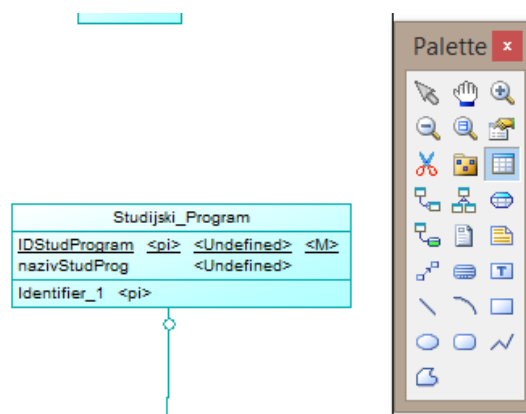 Palette
x
Studijski_Program
IDStudProgram <pi> <Undefined> <M>
nazivStudProg <Undefined>
Identifier_1 <pi>
T